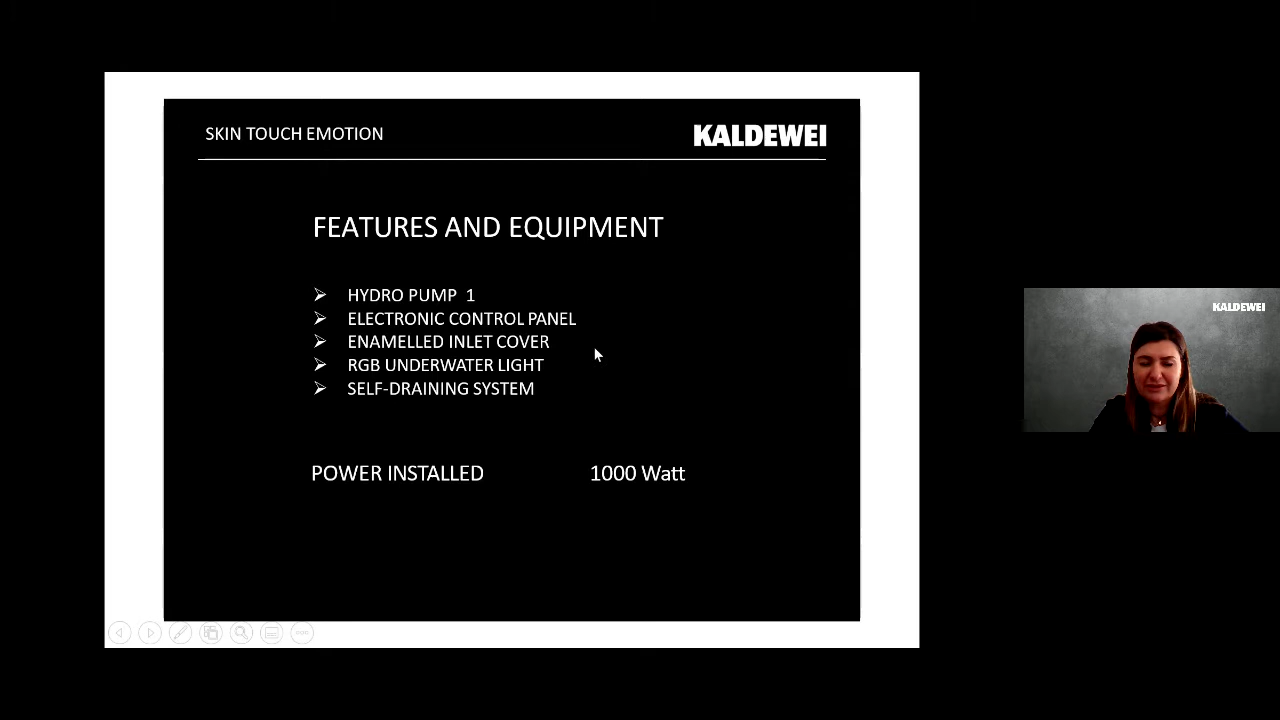 SKIN TOUCH EMOTION
KALDEWEI
FEATURES AND EQUIPMENT
HYDRO PUMP 1
ELECTRONIC CONTROL PANEL
ENAMELLED INLET COVER
RGB UNDERWATER LIGHT
SELF-DRAINING SYSTEM
POWER INSTALLED 1000 Watt
KALDEWEI